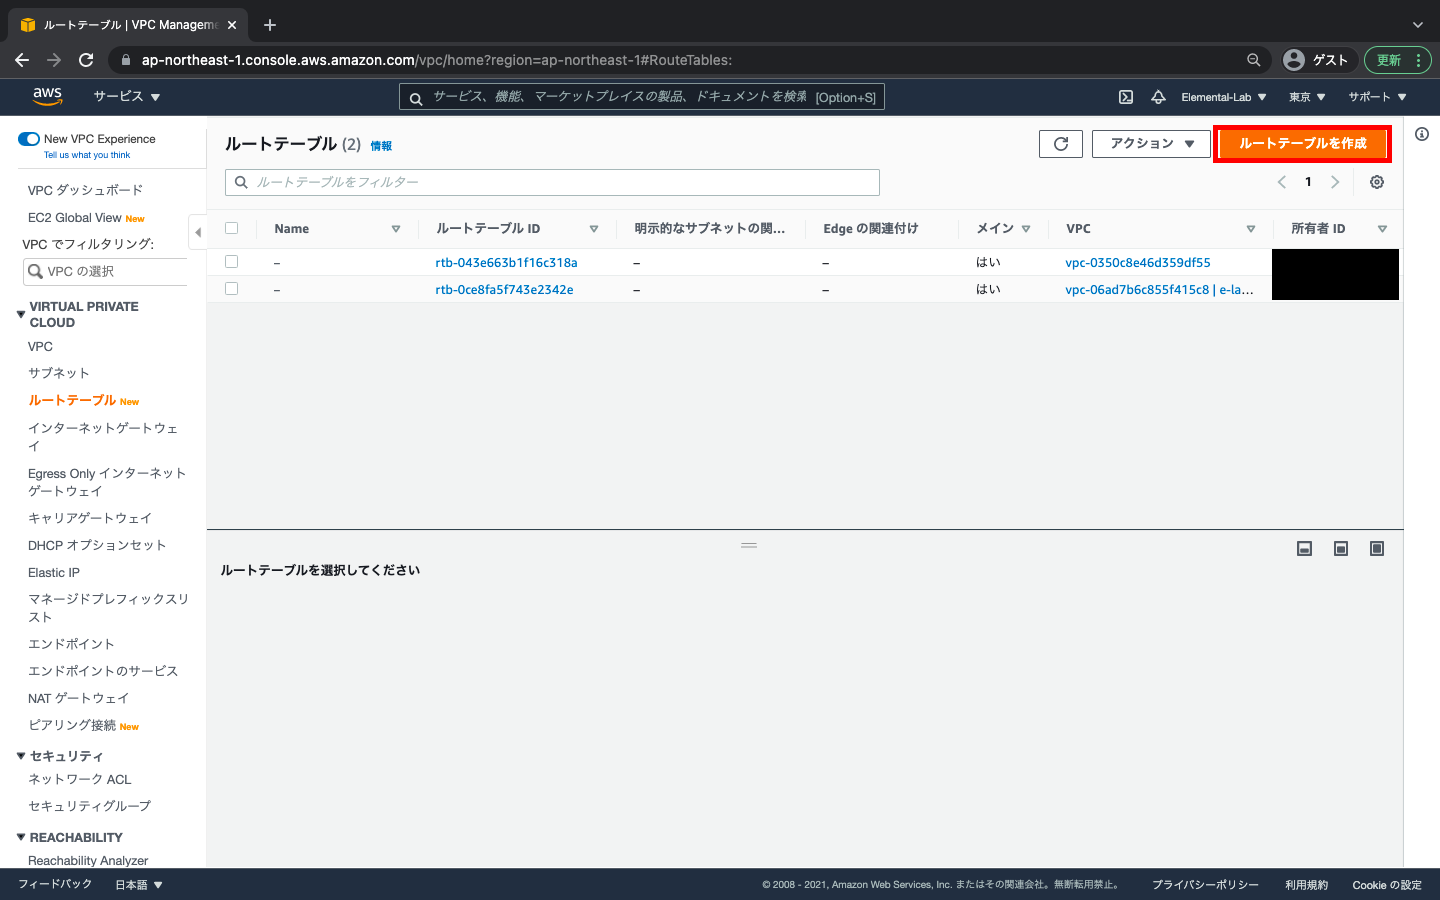 ルートテーブル | VPC Manageme
ap-northeast-1.console.aws.amazon.com/vpc/home?region=ap-northeast-1#RouteTables:
ゲスト
更新
aws
サービス
サービス、機能、マーケットプレイスの製品、ドキュメントを検索 [Option+S]
Elemental-Lab
東京
サポート
New VPC Experience
Tell us what you think
VPC ダッシュボード
EC2 Global View New
VPC でフィルタリング:
VPC の選択
VIRTUAL PRIVATE
CLOUD
VPC
サブネット
ルートテーブル New
インターネットゲートウェ
イ
Egress Only インターネット
ゲートウェイ
キャリアゲートウェイ
DHCP オプションセット
Elastic IP
マネージドプレフィックスリ
スト
エンドポイント
エンドポイントのサービス
NAT ゲートウェイ
ピアリング接続 New
セキュリティ
ネットワーク ACL
セキュリティグループ
REACHABILITY
Reachability Analyzer
ルートテーブル (2) 情報
アクション
ルートテーブルを作成
ルートテーブルをフィルター
1
Name ルートテーブル ID 明示的なサブネットの関... Edge の関連付け メイン VPC 所有者 ID
– rtb-043e663b1f16c318a – – はい vpc-0350c8e46d359df55
– rtb-0ce8fa5f743e2342e – – はい vpc-06ad7b6c855f415c8 | e-la...
ルートテーブルを選択してください
フィードバック
日本語
© 2008 - 2021, Amazon Web Services, Inc. またはその関連会社。無断転用禁止。
プライバシーポリシー
利用規約
Cookie の設定